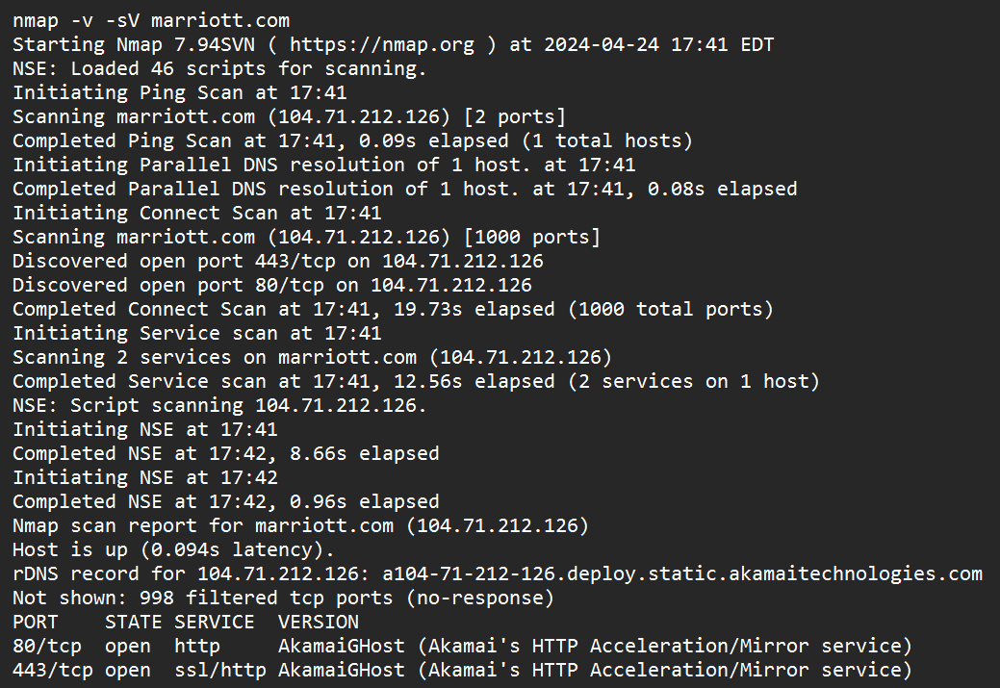 nmap -v -sV marriott.com
Starting Nmap 7.94SVN ( https://nmap.org ) at 2024-04-24 17:41 EDT
NSE: Loaded 46 scripts for scanning.
Initiating Ping Scan at 17:41
Scanning marriott.com (104.71.212.126) [2 ports]
Completed Ping Scan at 17:41, 0.09s elapsed (1 total hosts)
Initiating Parallel DNS resolution of 1 host. at 17:41
Completed Parallel DNS resolution of 1 host. at 17:41, 0.08s elapsed
Initiating Connect Scan at 17:41
Scanning marriott.com (104.71.212.126) [1000 ports]
Discovered open port 443/tcp on 104.71.212.126
Discovered open port 80/tcp on 104.71.212.126
Completed Connect Scan at 17:41, 19.73s elapsed (1000 total ports)
Initiating Service scan at 17:41
Scanning 2 services on marriott.com (104.71.212.126)
Completed Service scan at 17:41, 12.56s elapsed (2 services on 1 host)
NSE: Script scanning 104.71.212.126.
Initiating NSE at 17:41
Completed NSE at 17:42, 8.66s elapsed
Initiating NSE at 17:42
Completed NSE at 17:42, 0.96s elapsed
Nmap scan report for marriott.com (104.71.212.126)
Host is up (0.094s latency).
rDNS record for 104.71.212.126: a104-71-212-126.deploy.static.akamaitechnologies.com
Not shown: 998 filtered tcp ports (no-response)
PORT    STATE SERVICE  VERSION
80/tcp  open  http     AkamaiGHost (Akamai's HTTP Acceleration/Mirror service)
443/tcp open  ssl/http AkamaiGHost (Akamai's HTTP Acceleration/Mirror service)